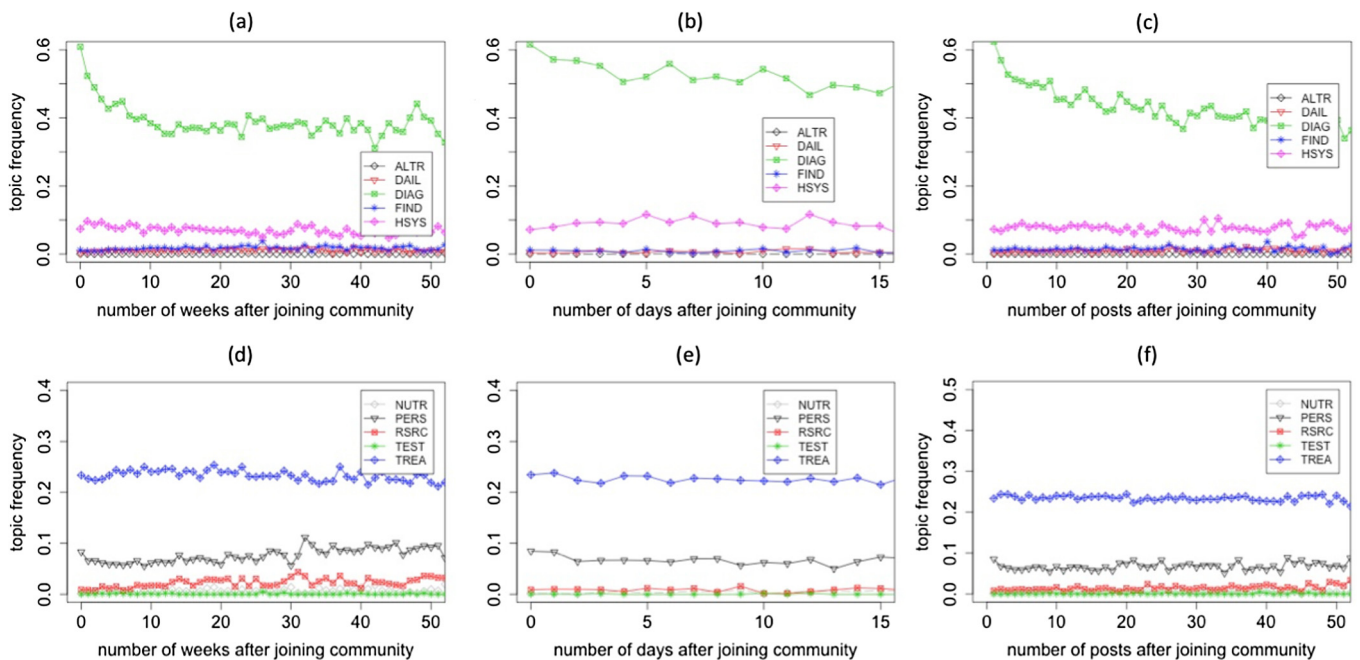 (a)
topic frequency
0.6
0.4
0.2
0.0
ALTR
DAIL
DIAG
FIND
HSYS
0 10 20 30 40 50
number of weeks after joining community
(b)
0.6
0.4
0.2
0.0
ALTR
DAIL
DIAG
FIND
HSYS
0 5 10 15
number of days after joining community
(c)
topic frequency
0.6
0.4
0.2
0.0
ALTR
DAIL
DIAG
FIND
HSYS
0 10 20 30 40 50
number of posts after joining community
(d)
topic frequency
0.4
0.3
0.2
0.1
0.0
NUTR
PERS
RSRC
TEST
TREA
0 10 20 30 40 50
number of weeks after joining community
(e)
0.4
0.3
0.2
0.1
0.0
NUTR
PERS
RSRC
TEST
TREA
0 5 10 15
number of days after joining community
(f)
topic frequency
0.5
0.4
0.3
0.2
0.1
0.0
NUTR
PERS
RSRC
TEST
TREA
0 10 20 30 40 50
number of posts after joining community